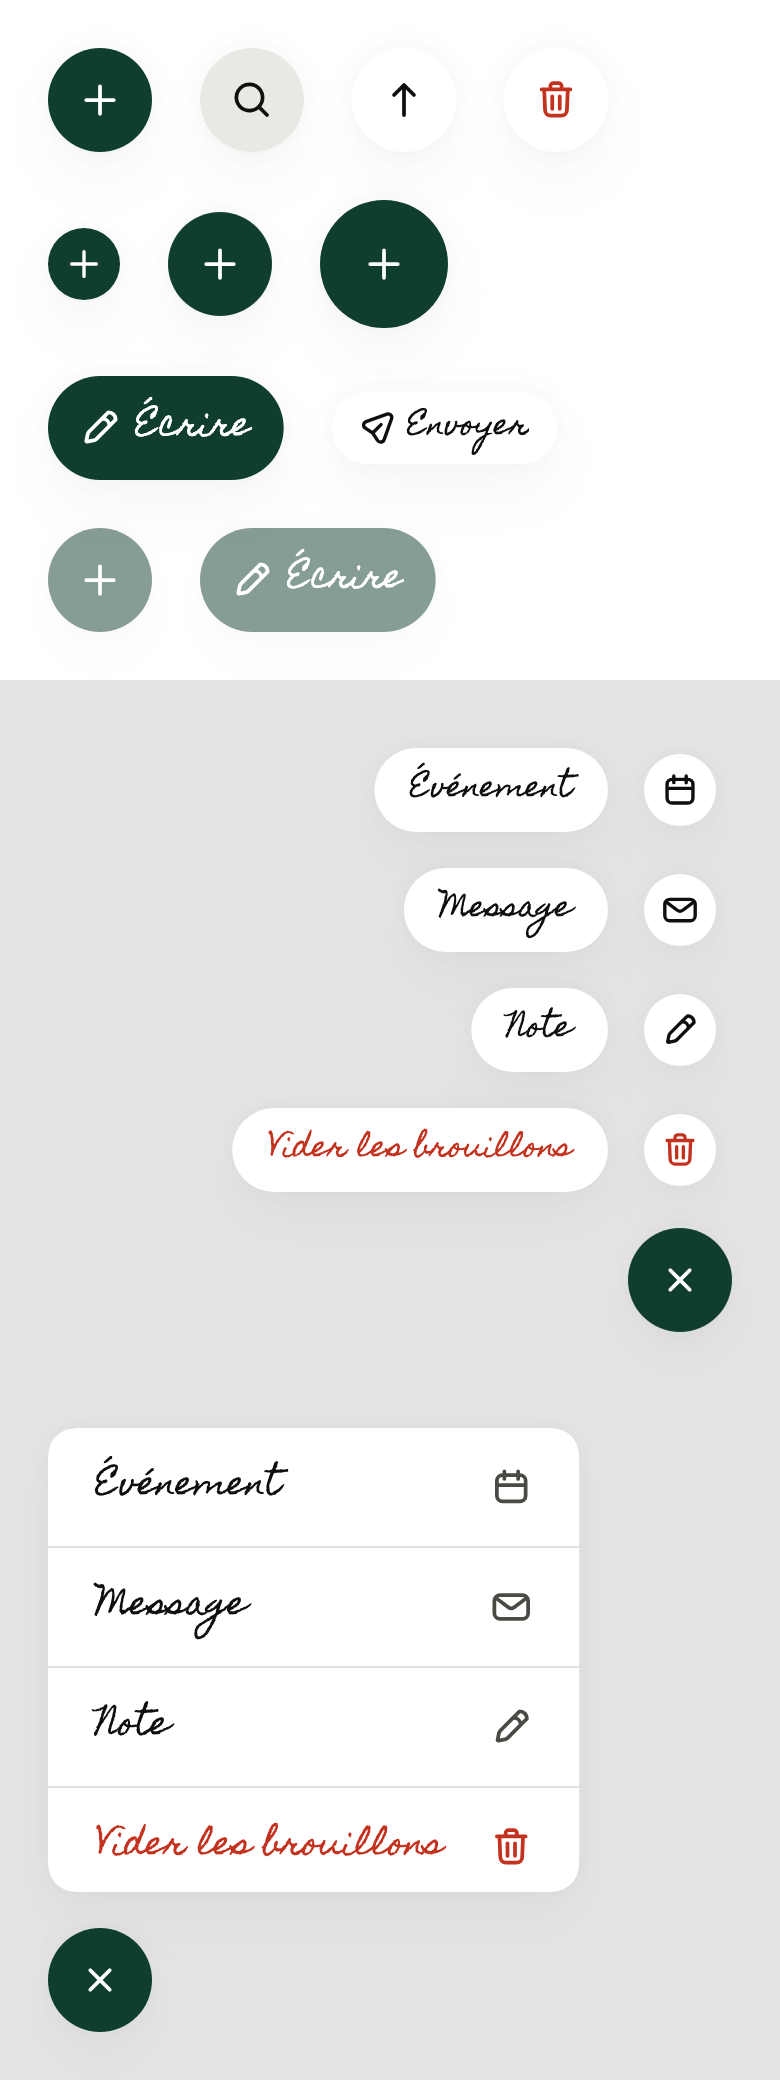 Écrire
Envoyer
Écrire
Événement
Message
Note
Vider les brouillons
Événement
Message
Note
Vider les brouillons